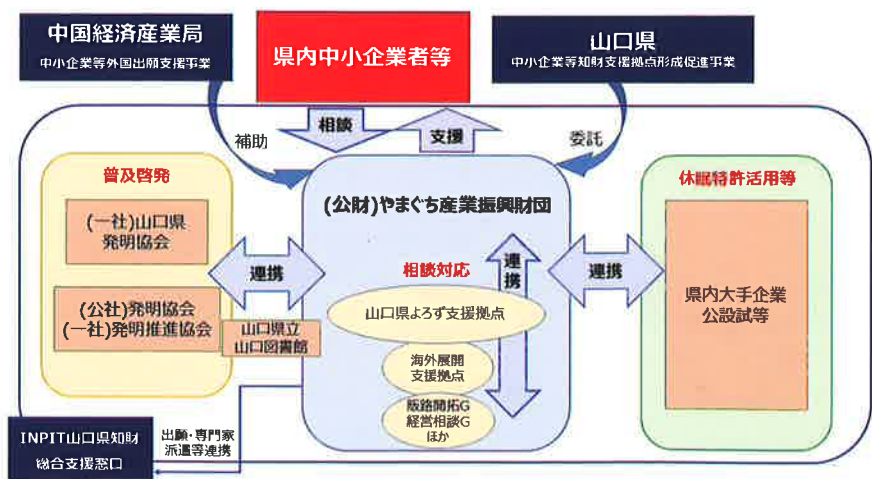 中国経済産業局
中小企業等外国出願支援事業
県内中小企業者等
山口県
中小企業等知財支援拠点形成促進事業
相談
支援
補助
委託
普及啓発
(一社)山口県
発明協会
(公社)発明協会
(一社)発明推進協会
山口県立
山口図書館
連携
(公財)やまぐち産業振興財団
相談対応
連携
山口県よろず支援拠点
海外展開
支援拠点
販路開拓G
経営相談G
ほか
連携
休眠特許活用等
県内大手企業
公設試等
INPIT山口県知財
総合支援窓口
出願・専門家
派遣等連携